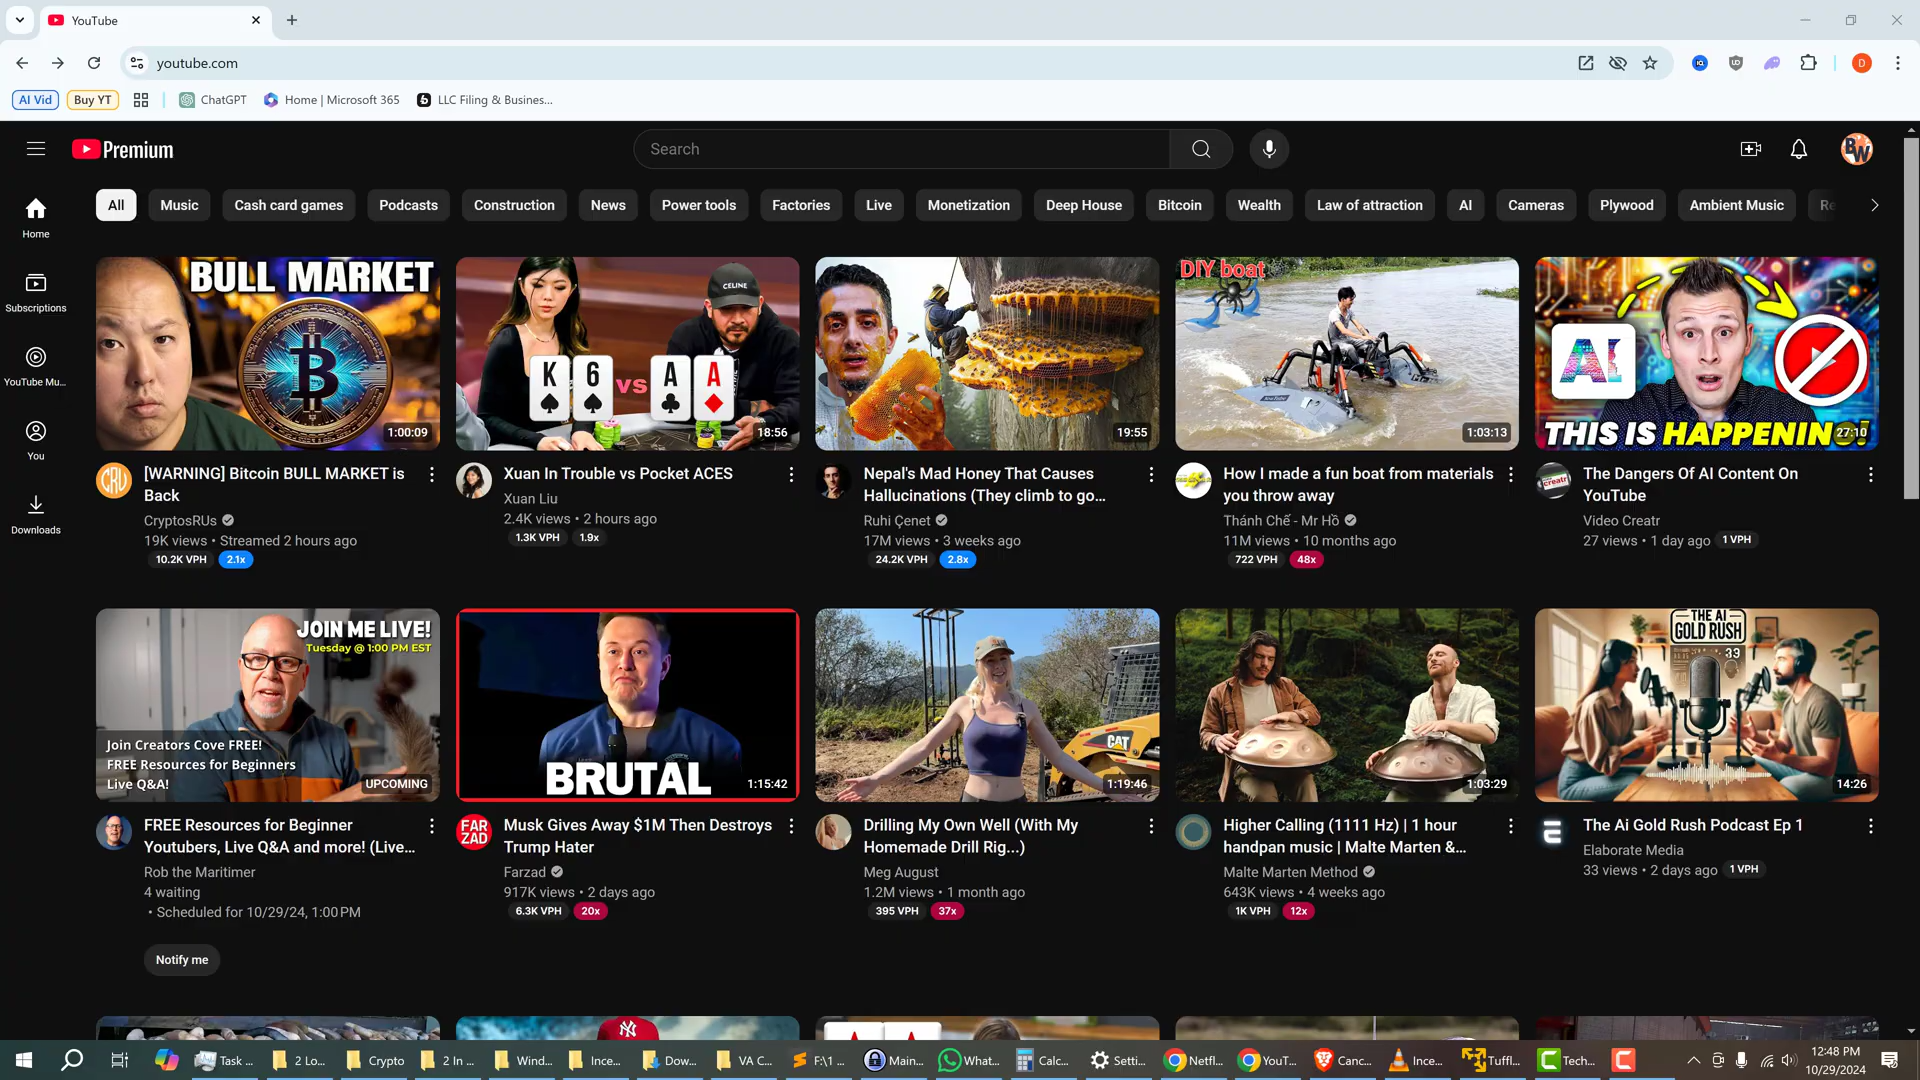 YouTube
youtube.com
AI Vid
Buy YT
ChatGPT
Home | Microsoft 365
LLC Filing & Busines...
Premium
Search
BW
All
Music
Cash card games
Podcasts
Construction
News
Power tools
Factories
Live
Monetization
Deep House
Bitcoin
Wealth
Law of attraction
AI
Cameras
Plywood
Ambient Music
Re
Home
Subscriptions
YouTube Mu...
You
Downloads
BULL MARKET
1:00:09
[WARNING] Bitcoin BULL MARKET is
Back
CryptosRUs
19K views • Streamed 2 hours ago
10.2K VPH 2.1x
CELINE
K 6 vs A A
18:56
Xuan In Trouble vs Pocket ACES
Xuan Liu
2.4K views • 2 hours ago
1.3K VPH 1.9x
19:55
Nepal's Mad Honey That Causes
Hallucinations (They climb to go...
Ruhi Çenet
17M views • 3 weeks ago
24.2K VPH 2.8x
DIY boat
1:03:13
How I made a fun boat from materials
you throw away
Thánh Chế - Mr Hồ
11M views • 10 months ago
722 VPH 48x
AI
THIS IS HAPPENIN
27:10
The Dangers Of AI Content On
YouTube
Video Creatr
27 views • 1 day ago 1 VPH
JOIN ME LIVE!
Tuesday @ 1:00 PM EST
Join Creators Cove FREE!
FREE Resources for Beginners
Live Q&A!
UPCOMING
FREE Resources for Beginner
Youtubers, Live Q&A and more! (Live...
Rob the Maritimer
4 waiting
• Scheduled for 10/29/24, 1:00 PM
Notify me
BRUTAL
1:15:42
FAR
ZAD
Musk Gives Away $1M Then Destroys
Trump Hater
Farzad
917K views • 2 days ago
6.3K VPH 20x
CAT
1:19:46
Drilling My Own Well (With My
Homemade Drill Rig...)
Meg August
1.2M views • 1 month ago
395 VPH 37x
1:03:29
Higher Calling (1111 Hz) | 1 hour
handpan music | Malte Marten &...
Malte Marten Method
643K views • 4 weeks ago
1K VPH 12x
THE AI
GOLD RUSH
33
14:26
The Ai Gold Rush Podcast Ep 1
Elaborate Media
33 views • 2 days ago 1 VPH
Task ...
2 Lo...
Crypto
2 In ...
Wind...
Ince...
Dow...
VA C...
F:\1 ...
Main...
What...
Calc...
Setti...
Netfl...
YouT...
Canc...
Ince...
Tuffl...
Tech...
12:48 PM
10/29/2024